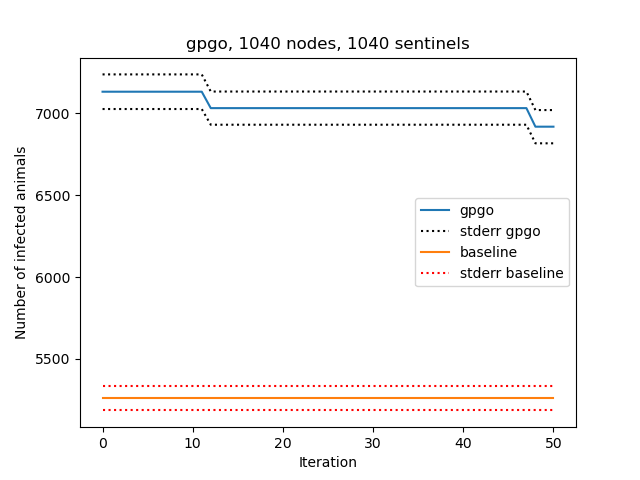 gpgo, 1040 nodes, 1040 sentinels
Number of infected animals
7000
6500
6000
5500
gpgo
stderr gpgo
baseline
stderr baseline
0 10 20 30 40 50
Iteration